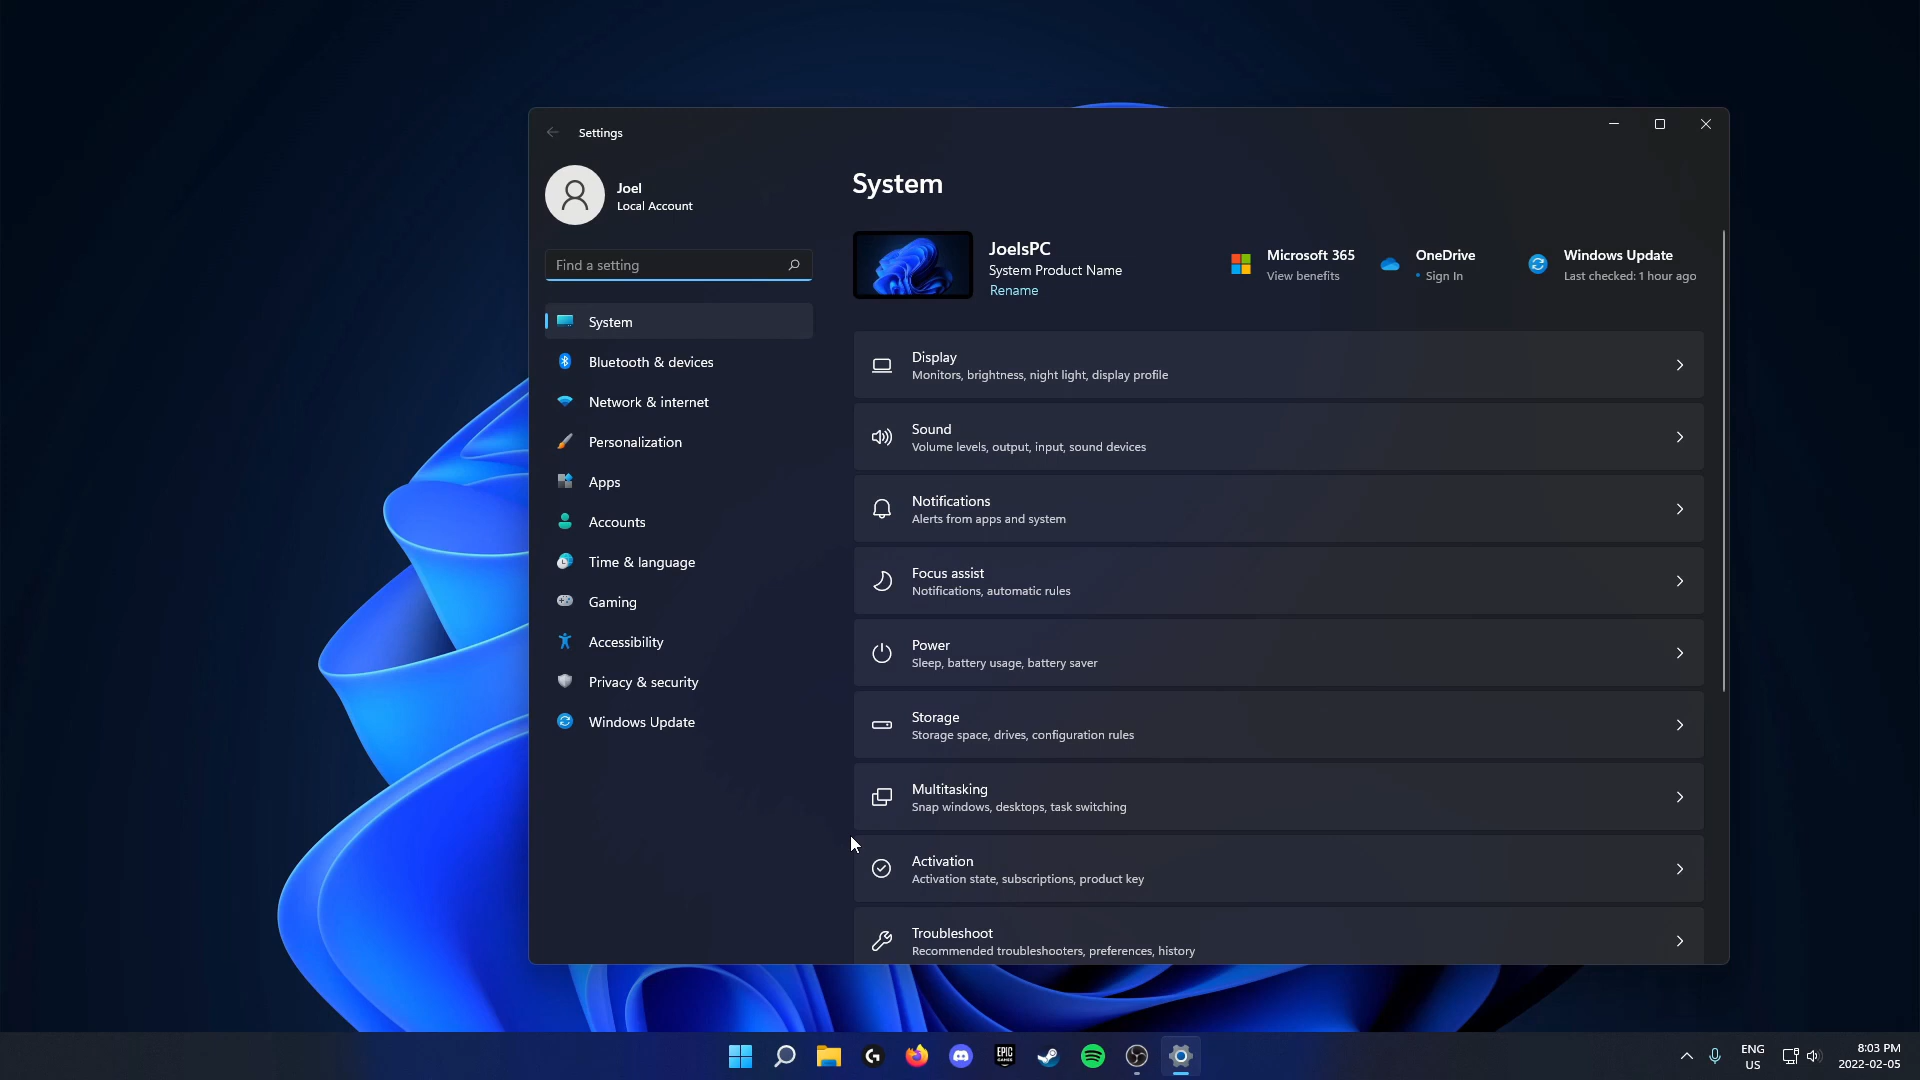 Settings
Joel
Local Account
Find a setting
System
Bluetooth & devices
Network & internet
Personalization
Apps
Accounts
Time & language
Gaming
Accessibility
Privacy & security
Windows Update
System
JoelsPC
System Product Name
Rename
Microsoft 365
View benefits
OneDrive
• Sign In
Windows Update
Last checked: 1 hour ago
Display
Monitors, brightness, night light, display profile
Sound
Volume levels, output, input, sound devices
Notifications
Alerts from apps and system
Focus assist
Notifications, automatic rules
Power
Sleep, battery usage, battery saver
Storage
Storage space, drives, configuration rules
Multitasking
Snap windows, desktops, task switching
Activation
Activation state, subscriptions, product key
Troubleshoot
Recommended troubleshooters, preferences, history
EPIC
GAMES
ENG
US
8:03 PM
2022-02-05